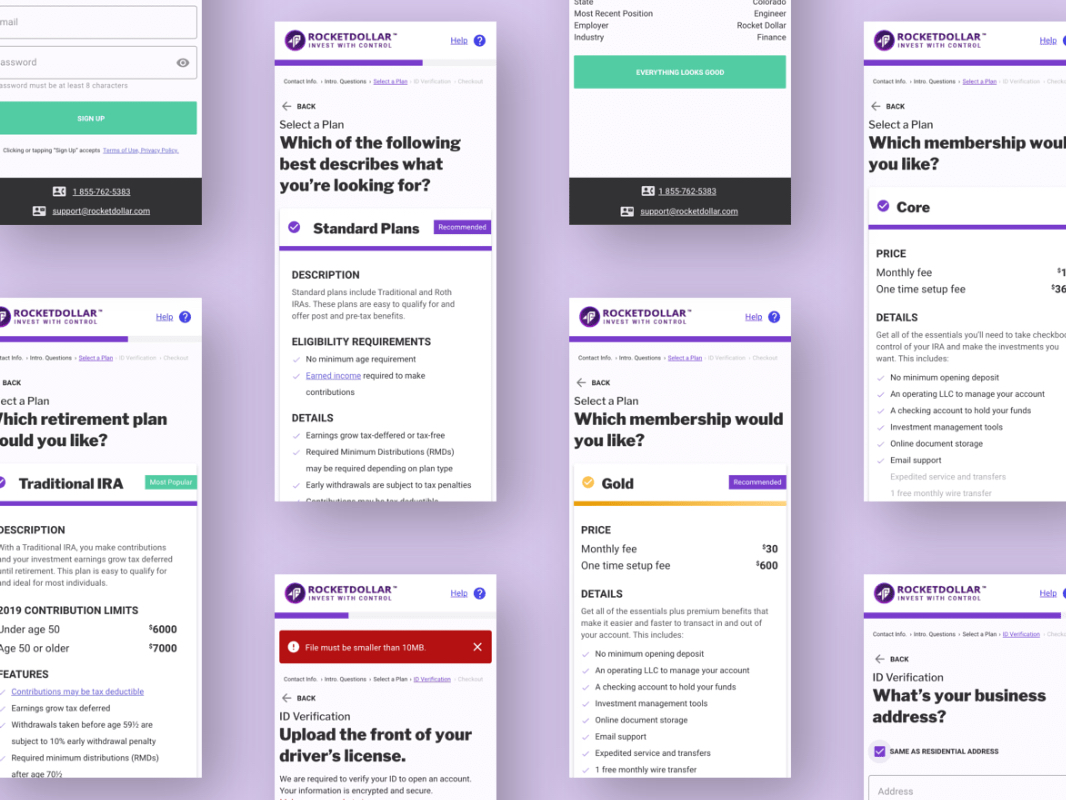 mail
assword
assword must be at least 8 characters
SIGN UP
Clicking or tapping "Sign Up" accepts Terms of Use, Privacy Policy.
1 855-762-5383
support@rocketdollar.com
ROCKETDOLLAR™
INVEST WITH CONTROL
Help ?
tact Info. › Intro. Questions › Select a Plan › ID Verification › Checkout
BACK
ect a Plan
hich retirement plan
ould you like?
Traditional IRA
Most Popular
DESCRIPTION
With a Traditional IRA, you make contributions
and your investment earnings grow tax deferred
until retirement. This plan is easy to qualify for
and ideal for most individuals.
2019 CONTRIBUTION LIMITS
Under age 50 $6000
Age 50 or older $7000
FEATURES
Contributions may be tax deductible
Earnings grow tax deferred
Withdrawals taken before age 59½ are
subject to 10% early withdrawal penalty
Required minimum distributions (RMDs)
after age 70½
ROCKETDOLLAR™
INVEST WITH CONTROL
Help ?
Contact Info. › Intro. Questions › Select a Plan › ID Verification › Checkout
BACK
Select a Plan
Which of the following
best describes what
you're looking for?
Standard Plans
Recommended
DESCRIPTION
Standard plans include Traditional and Roth
IRAs. These plans are easy to qualify for and
offer post and pre-tax benefits.
ELIGIBILITY REQUIREMENTS
No minimum age requirement
Earned income required to make
contributions
DETAILS
Earnings grow tax-deffered or tax-free
Required Minimum Distributions (RMDs)
may be required depending on plan type
Early withdrawals are subject to tax penalties
Contributions may be tax deductible
ROCKETDOLLAR™
INVEST WITH CONTROL
Help ?
File must be smaller than 10MB.
Contact Info. › Intro. Questions › Select a Plan › ID Verification › Checkout
BACK
ID Verification
Upload the front of your
driver's license.
We are required to verify your ID to open an account.
Your information is encrypted and secure.
State Colorado
Most Recent Position Engineer
Employer Rocket Dollar
Industry Finance
EVERYTHING LOOKS GOOD
1 855-762-5383
support@rocketdollar.com
ROCKETDOLLAR™
INVEST WITH CONTROL
Help ?
Contact Info. › Intro. Questions › Select a Plan › ID Verification › Checkout
BACK
Select a Plan
Which membership would
you like?
Gold
Recommended
PRICE
Monthly fee $30
One time setup fee $600
DETAILS
Get all of the essentials plus premium benefits that
make it easier and faster to transact in and out of
your account. This includes:
No minimum opening deposit
An operating LLC to manage your account
A checking account to hold your funds
Investment management tools
Online document storage
Email support
Expedited service and transfers
1 free monthly wire transfer
ROCKETDOLLAR™
INVEST WITH CONTROL
Help
Contact Info. › Intro. Questions › Select a Plan › ID Verification › Checko
BACK
Select a Plan
Which membership woul
you like?
Core
PRICE
Monthly fee $1
One time setup fee $36
DETAILS
Get all of the essentials you'll need to take checkboo
control of your IRA and make the investments you
want. This includes:
No minimum opening deposit
An operating LLC to manage your account
A checking account to hold your funds
Investment management tools
Online document storage
Email support
Expedited service and transfers
1 free monthly wire transfer
ROCKETDOLLAR™
INVEST WITH CONTROL
Help
Contact Info. › Intro. Questions › Select a Plan › ID Verification › Checko
BACK
ID Verification
What's your business
address?
SAME AS RESIDENTIAL ADDRESS
Address